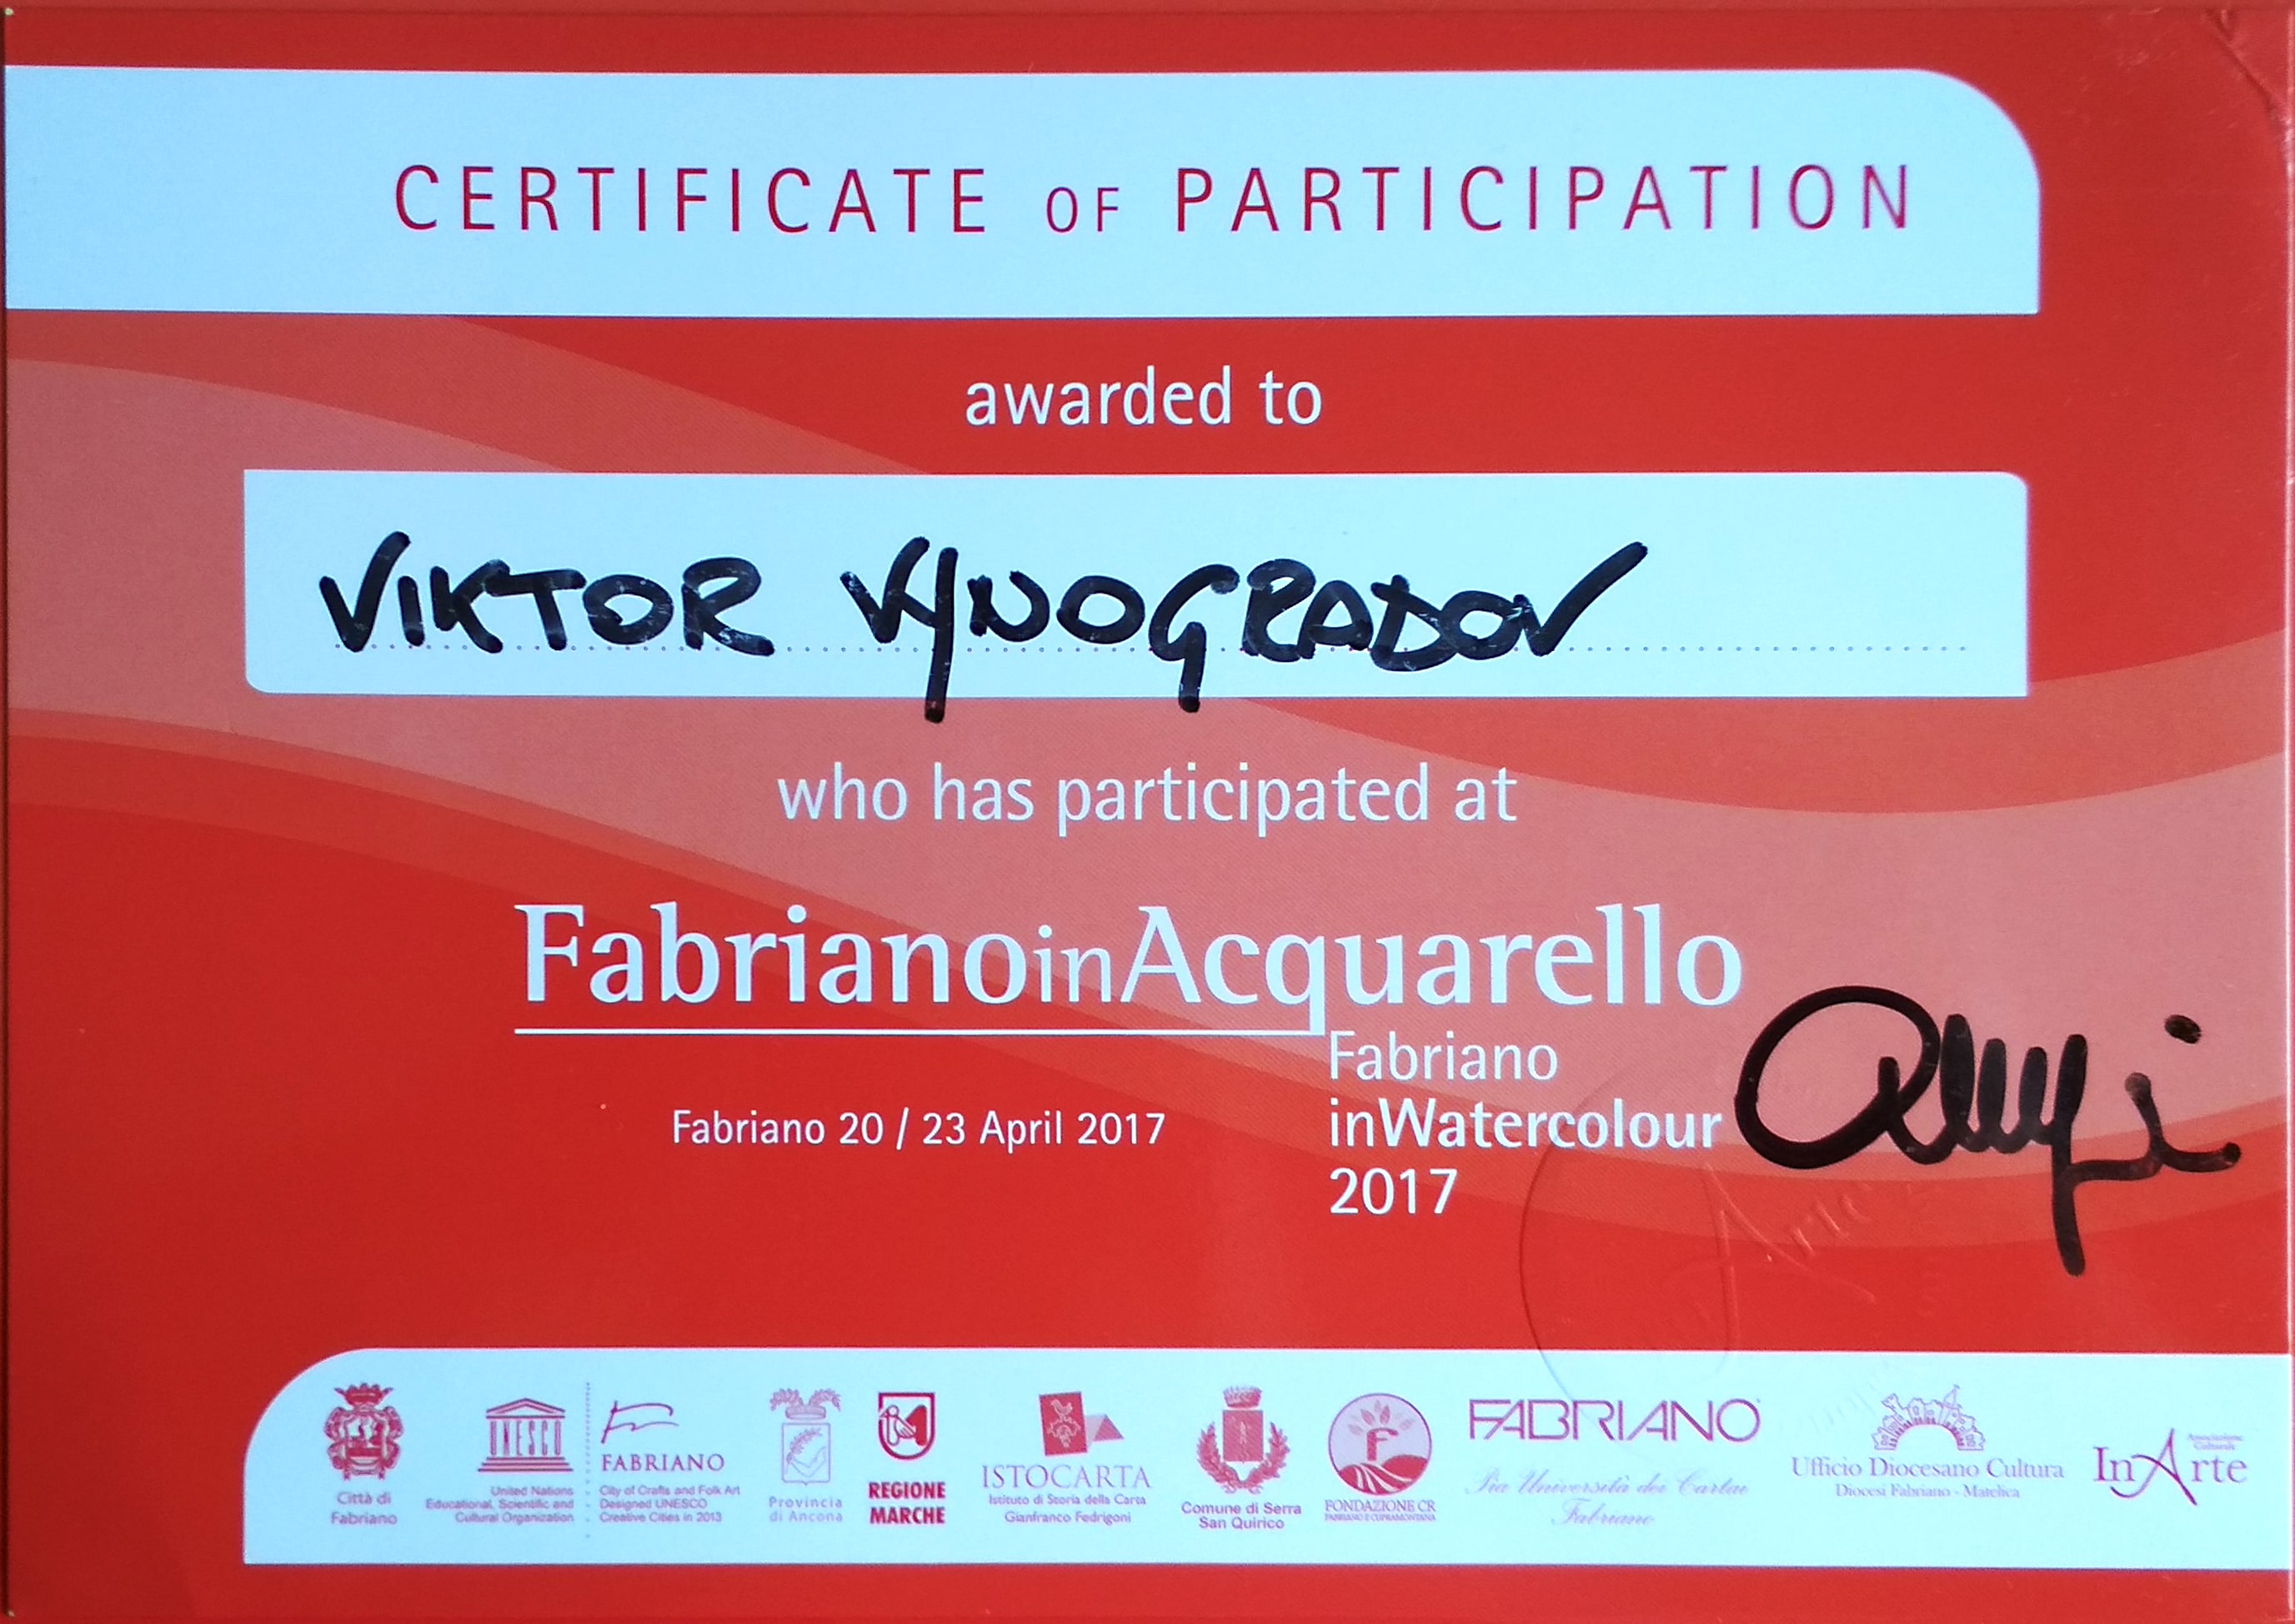 CERTIFICATE OF PARTICIPATION
awarded to
VIKTOR VYNOGRADOV
who has participated at
FabrianoinAcquarello
Fabriano
inWatercolour
2017
Fabriano 20 / 23 April 2017
Città di
Fabriano
UNESCO
United Nations
Educational, Scientific and
Cultural Organization
FABRIANO
City of Crafts and Folk Art
Designed UNESCO
Creative Cities in 2013
Provincia
di Ancona
REGIONE
MARCHE
ISTOCARTA
Istituto di Storia della Carta
Gianfranco Fedrigoni
Comune di Serra
San Quirico
F
FONDAZIONE CR
FABRIANO E CUPRAMONTANA
FABRIANO
Pia Università dei Cartai
Fabriano
Ufficio Diocesano Cultura
Diocesi Fabriano - Matelica
Associazione
Culturale
InArte